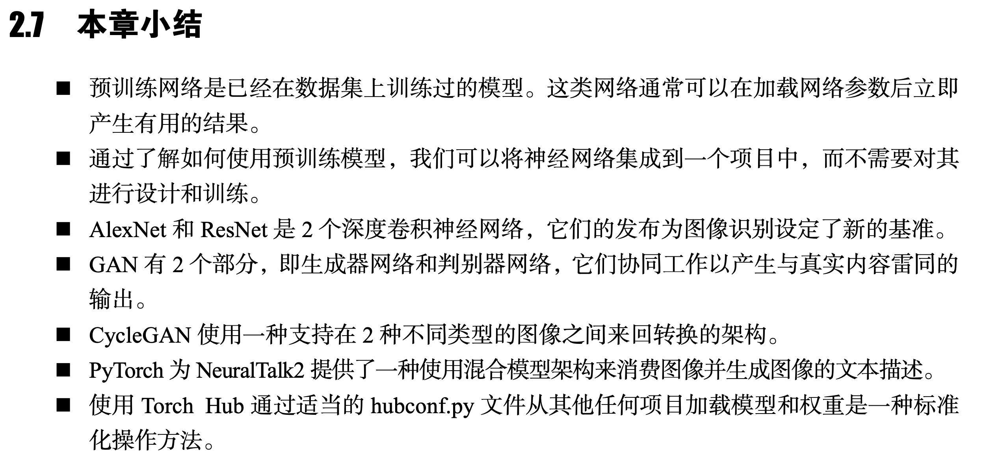 2.7 本章小结
■ 预训练网络是已经在数据集上训练过的模型。这类网络通常可以在加载网络参数后立即
产生有用的结果。
■ 通过了解如何使用预训练模型，我们可以将神经网络集成到一个项目中，而不需要对其
进行设计和训练。
■ AlexNet 和 ResNet 是 2 个深度卷积神经网络，它们的发布为图像识别设定了新的基准。
■ GAN 有 2 个部分，即生成器网络和判别器网络，它们协同工作以产生与真实内容雷同的
输出。
■ CycleGAN 使用一种支持在 2 种不同类型的图像之间来回转换的架构。
■ PyTorch 为 NeuralTalk2 提供了一种使用混合模型架构来消费图像并生成图像的文本描述。
■ 使用 Torch Hub 通过适当的 hubconf.py 文件从其他任何项目加载模型和权重是一种标准
化操作方法。